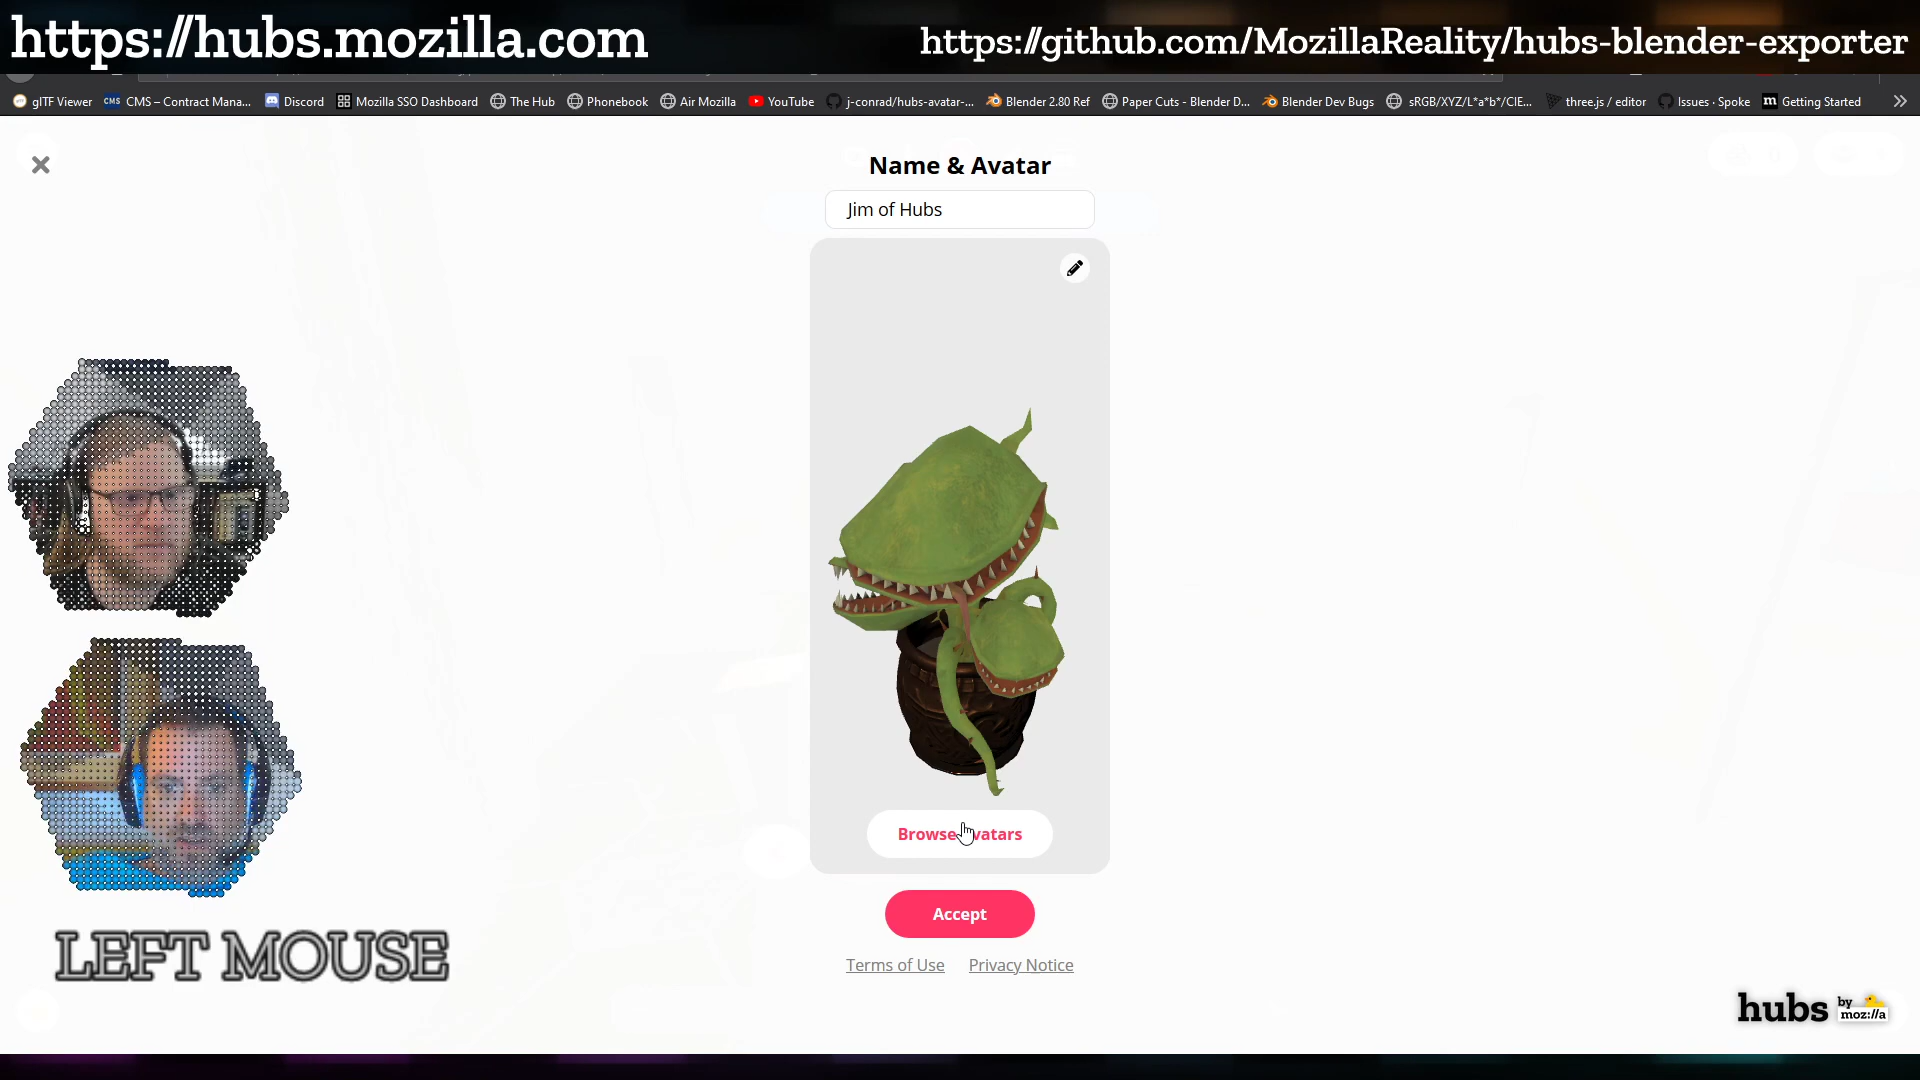 https://hubs.mozilla.com
https://github.com/MozillaReality/hubs-blender-exporter
glTF Viewer
CMS CMS – Contract Mana...
Discord
Mozilla SSO Dashboard
The Hub
Phonebook
Air Mozilla
YouTube
j-conrad/hubs-avatar-...
Blender 2.80 Ref
Paper Cuts - Blender D...
Blender Dev Bugs
sRGB/XYZ/L*a*b*/CIE...
three.js / editor
Issues · Spoke
m Getting Started
Name & Avatar
Jim of Hubs
Browse Avatars
Accept
Terms of Use Privacy Notice
LEFT MOUSE
hubs by moz://a